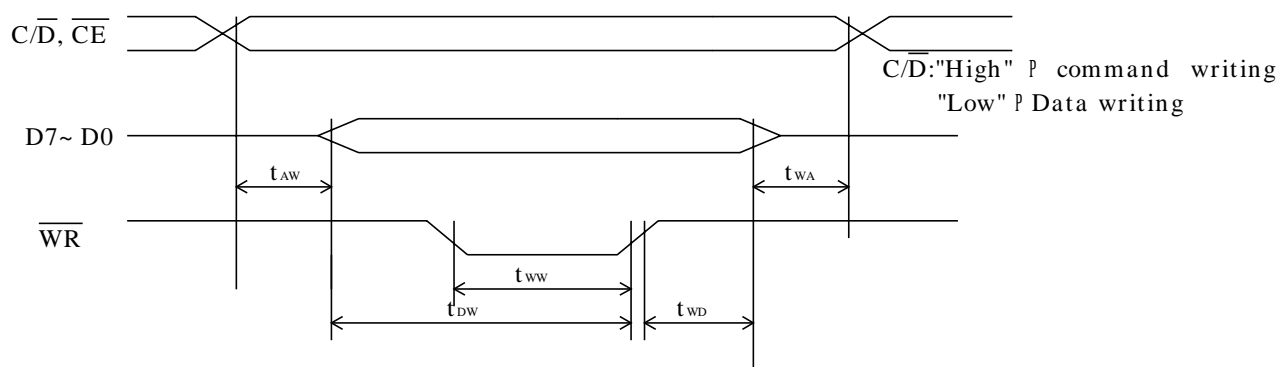 C/D, CE
C/D:"High" P command writing
"Low" P Data writing
D7~ D0
tAW
tWA
WR
tWW
tDW
tWD